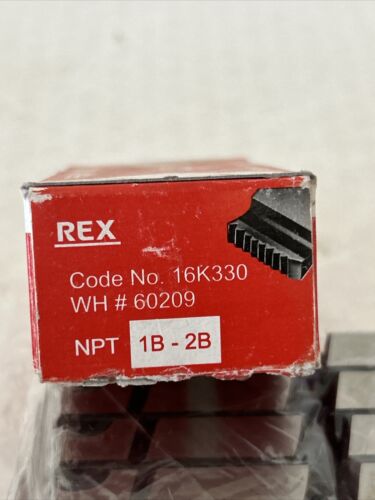 REX
Code No. 16K330
WH # 60209
NPT 1B - 2B